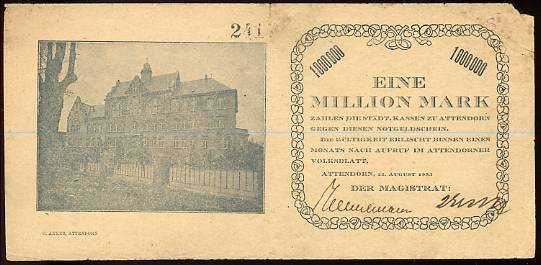 241
1000000
1000000
EINE
MILLION MARK
ZAHLEN DIE STÄDT. KASSEN ZU ATTENDORN
GEGEN DIESEN NOTGELDSCHEIN.
DIE GÜLTIGKEIT ERLISCHT BINNEN EINES
MONATS NACH AUFRUF IM ATTENDORNER
VOLKSBLATT.
ATTENDORN, 11. AUGUST 1923
DER MAGISTRAT:
ATTENDORN